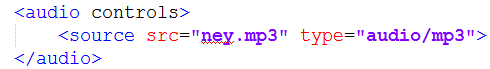 <audio controls>
<source src="ney.mp3" type="audio/mp3">
</audio>